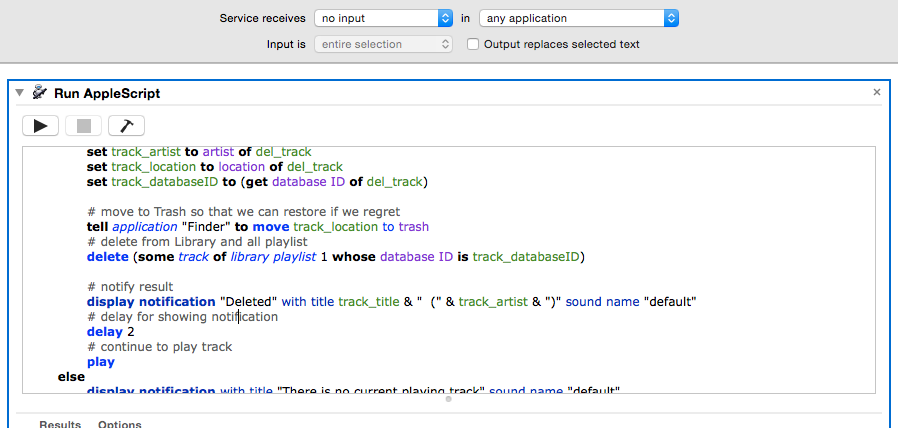 Service receives no input in any application
Input is entire selection Output replaces selected text
Run AppleScript
set track_artist to artist of del_track
set track_location to location of del_track
set track_databaseID to (get database ID of del_track)
# move to Trash so that we can restore if we regret
tell application "Finder" to move track_location to trash
# delete from Library and all playlist
delete (some track of library playlist 1 whose database ID is track_databaseID)
# notify result
display notification "Deleted" with title track_title & "  (" & track_artist & ")" sound name "default"
# delay for showing notification
delay 2
# continue to play track
play
else
display notification with title "There is no current playing track" sound name "default"
Results Options